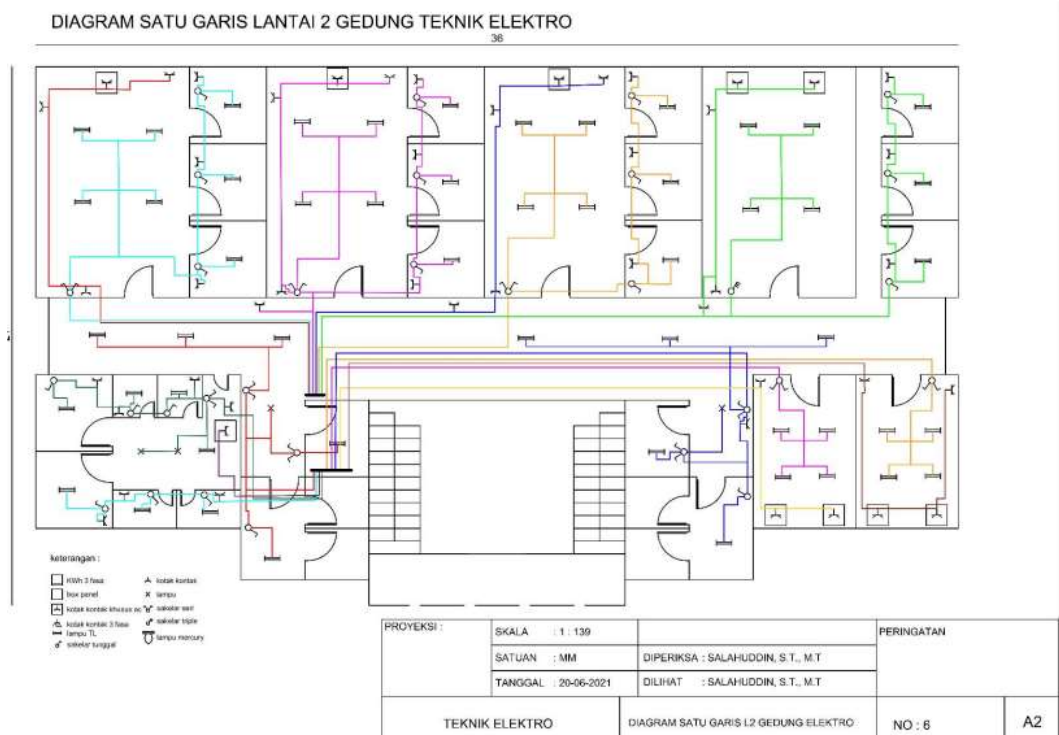 DIAGRAM SATU GARIS LANTAI 2 GEDUNG TEKNIK ELEKTRO
36
keterangan :
KWh 3 fasa
box panel
kotak kontak khusus ac
kotak kontak 3 fasa
lampu TL
sakelar tunggal
kotak kontak
lampu
sakelar seri
sakelar triple
lampu mercury
PROYEKSI :
SKALA : 1 : 139
SATUAN : MM
TANGGAL : 20-06-2021
DIPERIKSA : SALAHUDDIN, S.T., M.T
DILIHAT : SALAHUDDIN, S.T., M.T
PERINGATAN
TEKNIK ELEKTRO
DIAGRAM SATU GARIS L2 GEDUNG ELEKTRO
NO : 6
A2